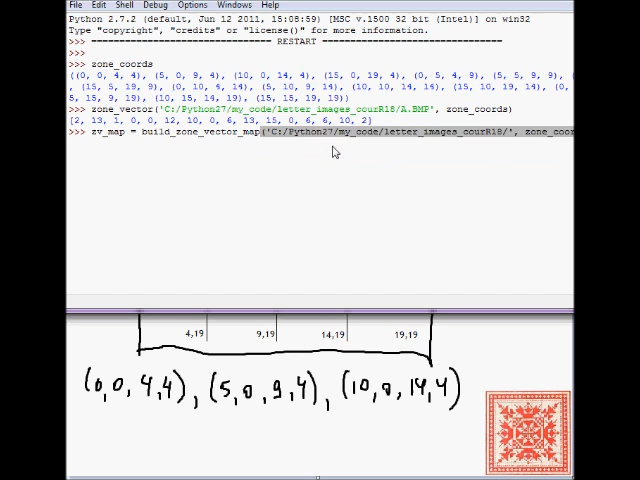 File Edit Shell Debug Options Windows Help
Python 2.7.2 (default, Jun 12 2011, 15:08:59) [MSC v.1500 32 bit (Intel)] on win32
Type "copyright", "credits" or "license()" for more information.
>>> ================================ RESTART ================================
>>>
>>> zone_coords
((0, 0, 4, 4), (5, 0, 9, 4), (10, 0, 14, 4), (15, 0, 19, 4), (0, 5, 4, 9), (5, 5, 9, 9),
, (15, 5, 19, 9), (0, 10, 4, 14), (5, 10, 9, 14), (10, 10, 14, 14), (15, 10, 19, 14), (0,
5, 15, 9, 19), (10, 15, 14, 19), (15, 15, 19, 19))
>>> zone_vector('C:/Python27/my_code/letter_images_courR18/A.BMP', zone_coords)
[2, 13, 1, 0, 0, 12, 10, 0, 6, 13, 15, 0, 6, 6, 10, 2]
>>> zv_map = build_zone_vector_map('C:/Python27/my_code/letter_images_courR18/', zone_coor
4,19 9,19 14,19 19,19
(0,0,4,4), (5,0,9,4), (10,0,14,4)